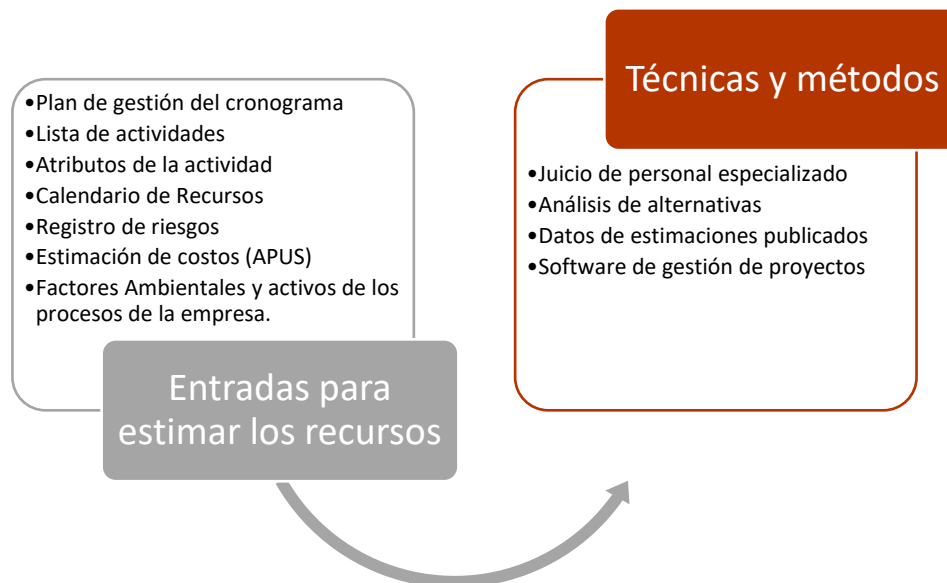 •Plan de gestión del cronograma
•Lista de actividades
•Atributos de la actividad
•Calendario de Recursos
•Registro de riesgos
•Estimación de costos (APUS)
•Factores Ambientales y activos de los
procesos de la empresa.
Entradas para
estimar los recursos
Técnicas y métodos
•Juicio de personal especializado
•Análisis de alternativas
•Datos de estimaciones publicados
•Software de gestión de proyectos